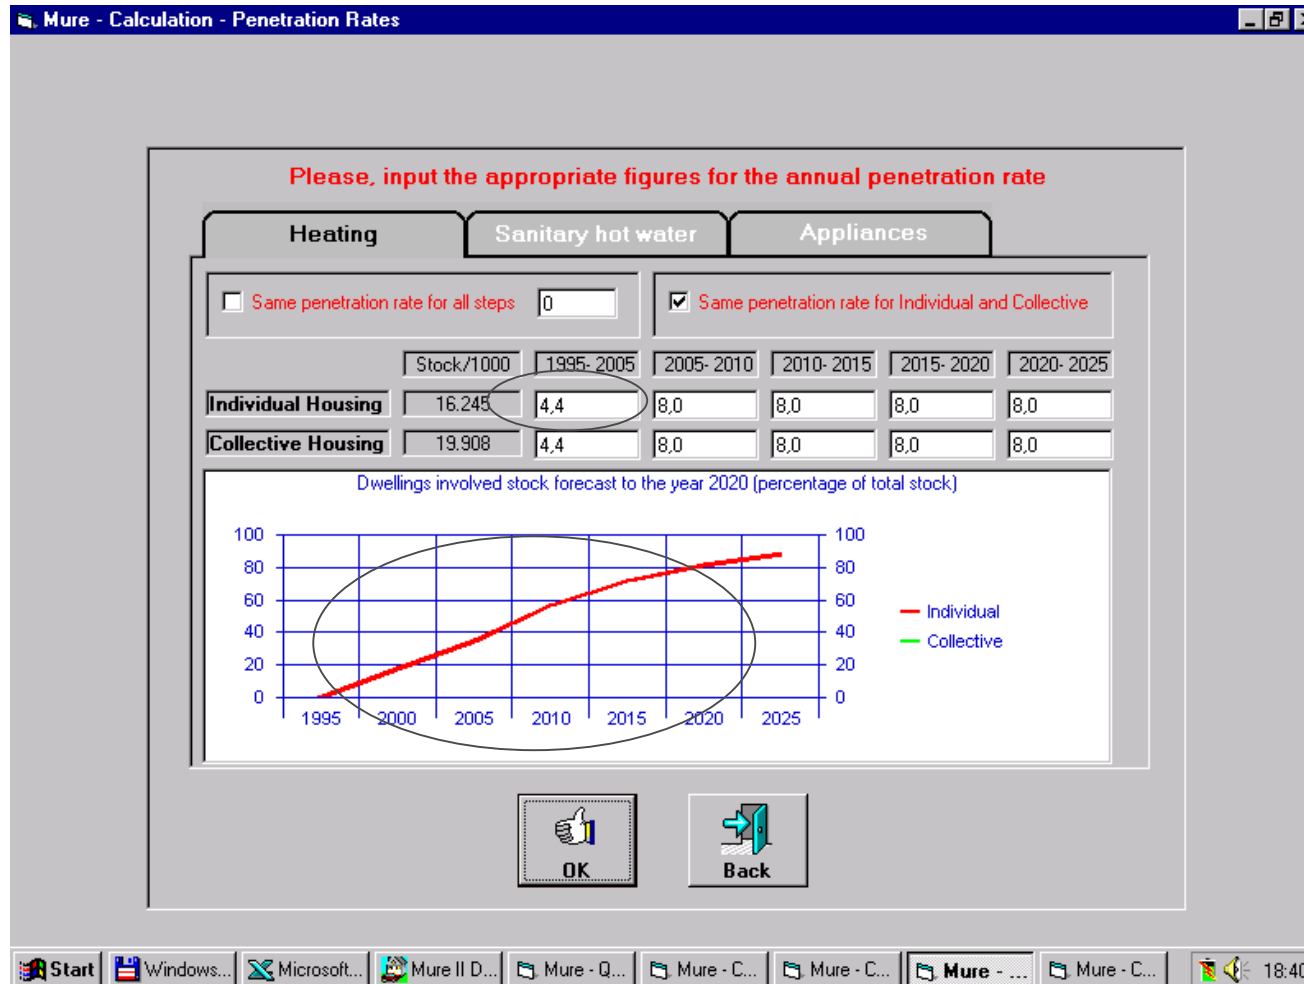 Mure - Calculation - Penetration Rates
Please, input the appropriate figures for the annual penetration rate
Heating Sanitary hot water Appliances
Same penetration rate for all steps 0 Same penetration rate for Individual and Collective
Stock/1000 1995- 2005 2005- 2010 2010- 2015 2015- 2020 2020- 2025
Individual Housing 16.245 4,4 8,0 8,0 8,0 8,0
Collective Housing 19.908 4,4 8,0 8,0 8,0 8,0
Dwellings involved stock forecast to the year 2020 (percentage of total stock)
100 100
80 80
60 60
Individual
40 40
Collective
20 20
0 0
1995 2000 2005 2010 2015 2020 2025
OK Back
Start Windows... Microsoft... Mure II D... Mure - Q... Mure - C... Mure - C... Mure - ... Mure - C... 18:40